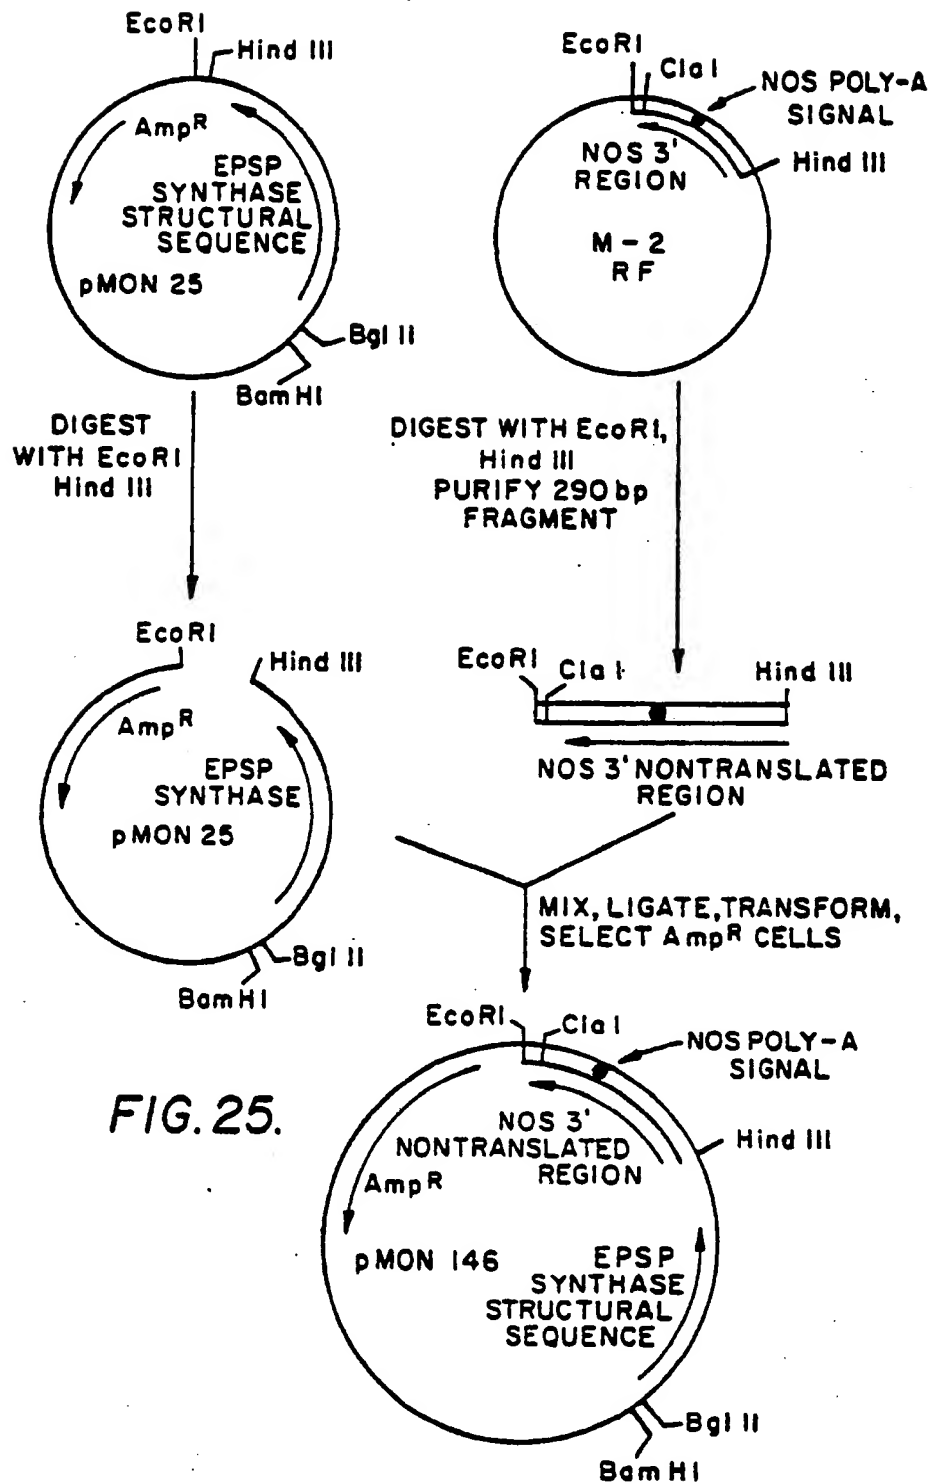 EcoRI
Hind III
AmpR
EPSP
SYNTHASE
STRUCTURAL
SEQUENCE
pMON 25
Bgl II
BamHI
EcoRI
Cla I
NOS POLY-A
SIGNAL
NOS 3'
REGION
Hind III
M-2
RF
DIGEST
WITH EcoRI
Hind III
DIGEST WITH EcoRI,
Hind III
PURIFY 290 bp
FRAGMENT
EcoRI
Hind III
AmpR
EPSP
SYNTHASE
pMON 25
Bgl II
BamHI
EcoRI
Cla I
Hind III
NOS 3' NONTRANSLATED
REGION
MIX, LIGATE, TRANSFORM,
SELECT AmpR CELLS
EcoRI
Cla I
NOS POLY-A
SIGNAL
NOS 3'
NONTRANSLATED
REGION
Hind III
AmpR
pMON 146
EPSP
SYNTHASE
STRUCTURAL
SEQUENCE
Bgl II
BamHI
FIG. 25.